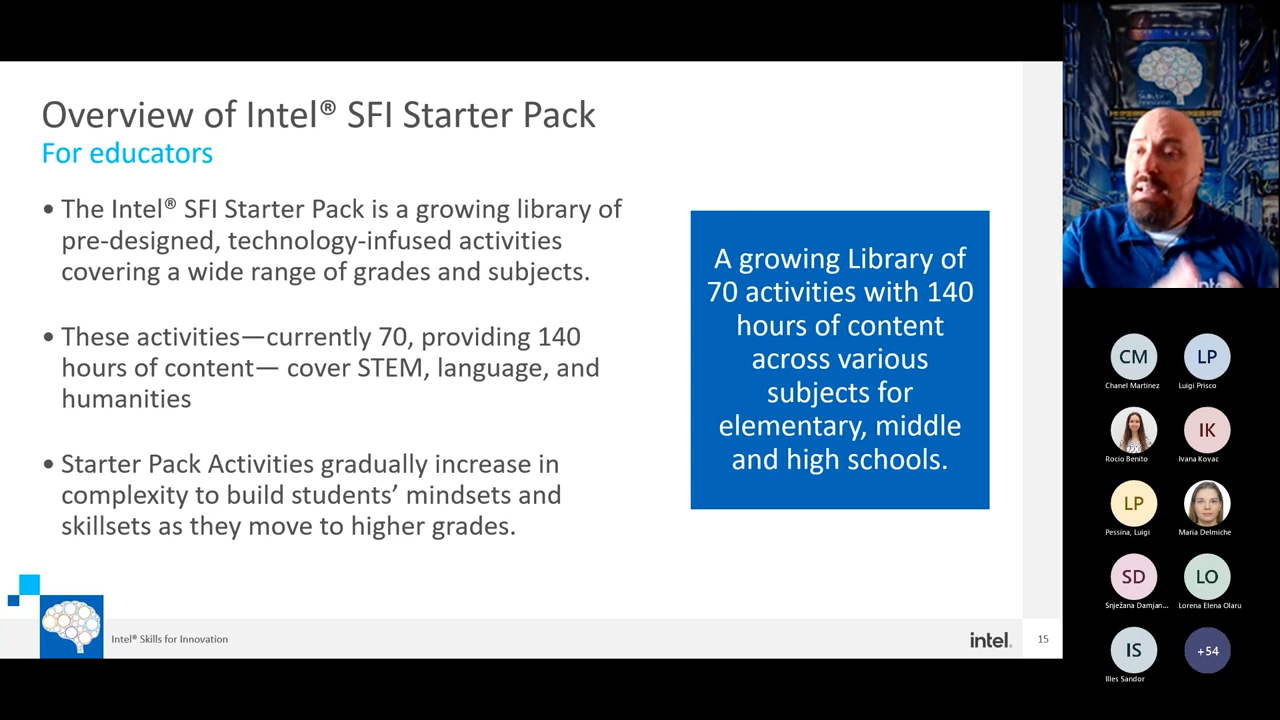 Overview of Intel® SFI Starter Pack
For educators
• The Intel® SFI Starter Pack is a growing library of
pre-designed, technology-infused activities
covering a wide range of grades and subjects.
• These activities—currently 70, providing 140
hours of content— cover STEM, language, and
humanities
• Starter Pack Activities gradually increase in
complexity to build students’ mindsets and
skillsets as they move to higher grades.
A growing Library of
70 activities with 140
hours of content
across various
subjects for
elementary, middle
and high schools.
Intel® Skills for Innovation
intel.
15
CM
Chanel Martinez
LP
Luigi Prisco
Rocio Benito
IK
Ivana Kovac
LP
Pessina, Luigi
Maria Delmiche
SD
Snježana Damjan...
LO
Lorena Elena Olaru
IS
Illes Sandor
+54